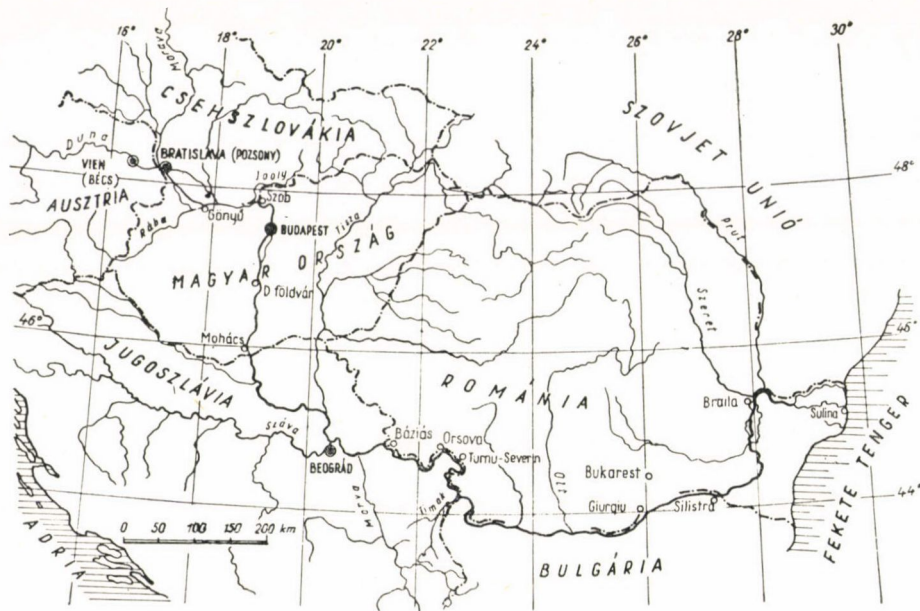 16°
18°
20°
22°
24°
26°
28°
30°
Morava
CSEHSZLOVÁKIA
SZOVJET
UNIÓ
Duna
VIEN
(BÉCS)
BRATISLAVA (POZSONY)
AUSZTRIA
Ipoly
Szob
Gönyü
Rába
BUDAPEST
Tisza
48°
Prut
MAGYAR
ORSZÁG
D földvár
Szeret
46°
Mohács
46°
JUGOSZLÁVIA
ROMÁNIA
Braila
Sulina
Száva
Báziás
Orsova
Turnu-Severin
BEOGRÁD
Bukarest
Olt
Giurgiu
Silistra
44°
Morva
Timok
0 50 100 150 200 km
ADRIA
BULGÁRIA
FEKETE TENGER